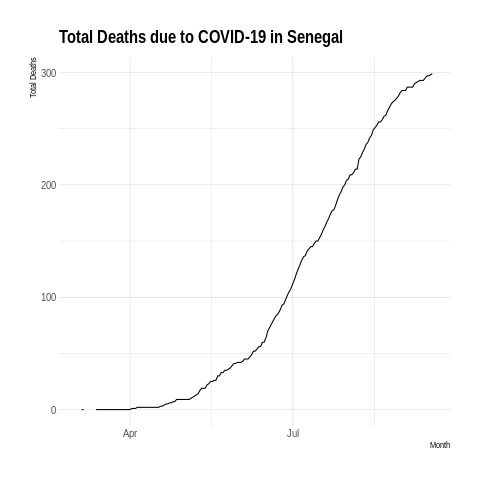 Total Deaths due to COVID-19 in Senegal
Total Deaths
300
200
100
0
Apr
Jul
Month